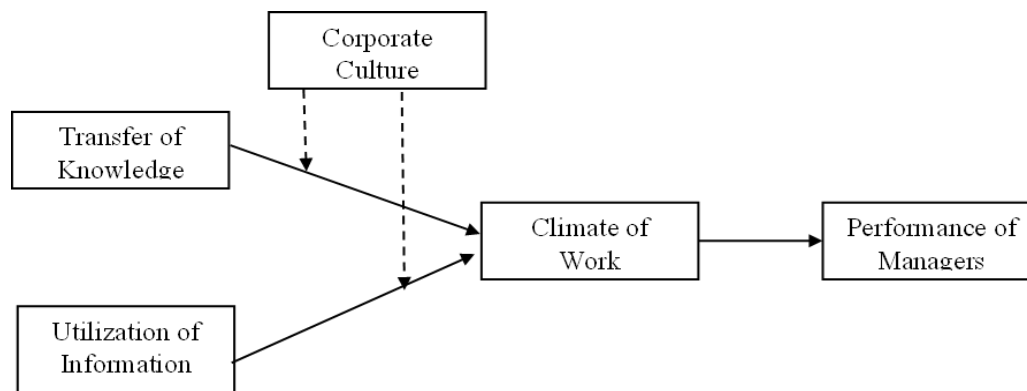 Corporate
Culture
Transfer of
Knowledge
Climate of
Work
Performance of
Managers
Utilization of
Information